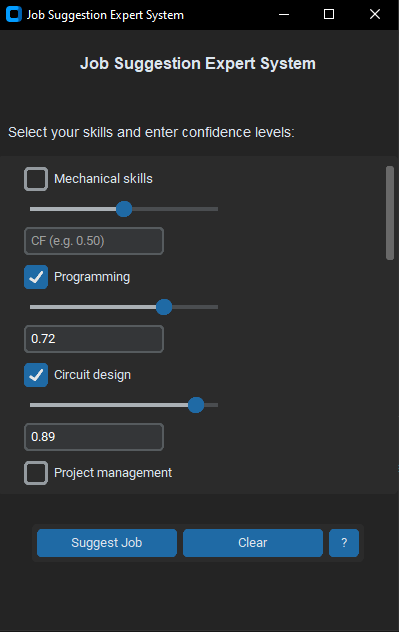 Job Suggestion Expert System
Job Suggestion Expert System
Select your skills and enter confidence levels:
Mechanical skills
CF (e.g. 0.50)
Programming
0.72
Circuit design
0.89
Project management
Suggest Job Clear ?